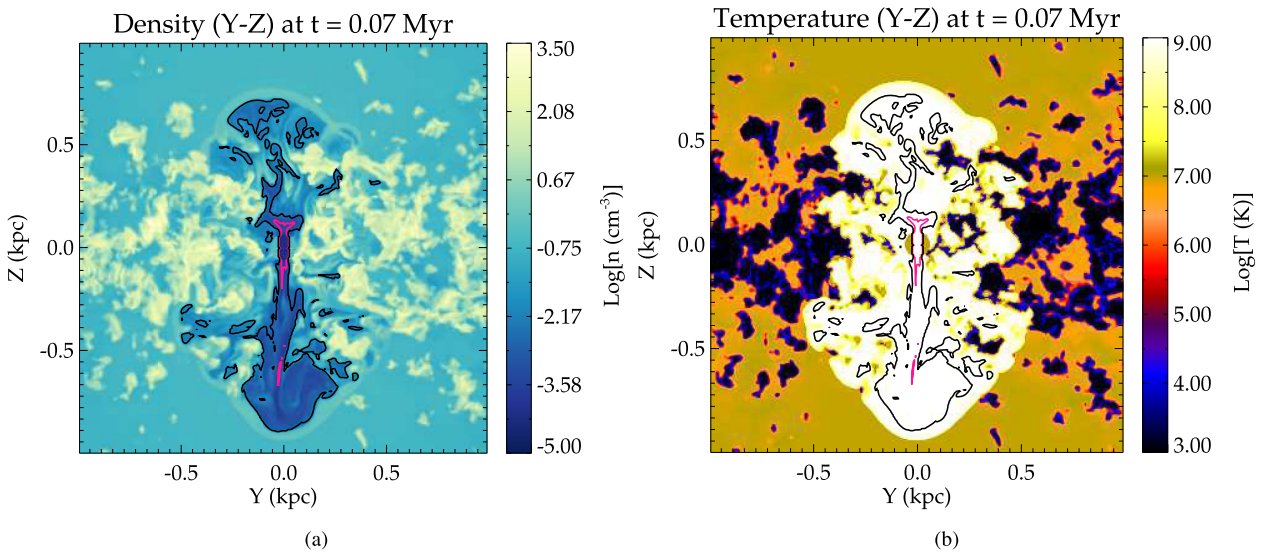 Density (Y-Z) at t = 0.07 Myr
0.5
0.0
-0.5
Z (kpc)
-0.5 0.0 0.5
Y (kpc)
3.50
2.08
0.67
-0.75
-2.17
-3.58
-5.00
Log[n (cm-3)]
(a)
Temperature (Y-Z) at t = 0.07 Myr
0.5
0.0
-0.5
Z (kpc)
-0.5 0.0 0.5
Y (kpc)
9.00
8.00
7.00
6.00
5.00
4.00
3.00
Log[T (K)]
(b)